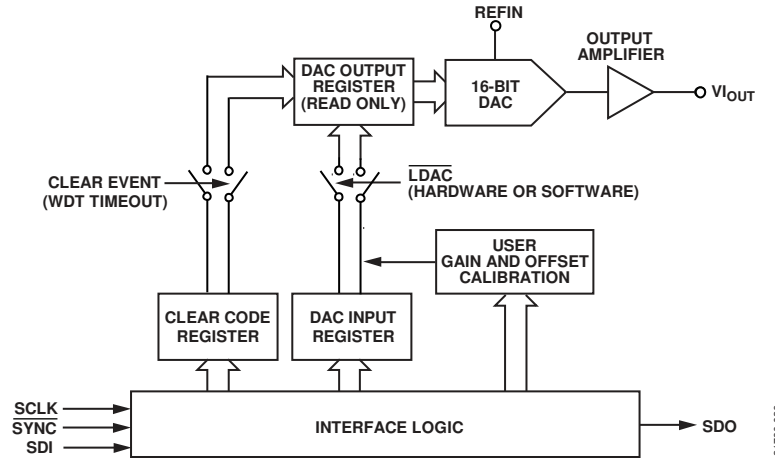 REFIN
OUTPUT
AMPLIFIER
DAC OUTPUT
REGISTER
(READ ONLY)
16-BIT
DAC
VIOUT
CLEAR EVENT
(WDT TIMEOUT)
LDAC
(HARDWARE OR SOFTWARE)
USER
GAIN AND OFFSET
CALIBRATION
CLEAR CODE
REGISTER
DAC INPUT
REGISTER
SCLK
SYNC
SDI
INTERFACE LOGIC
SDO